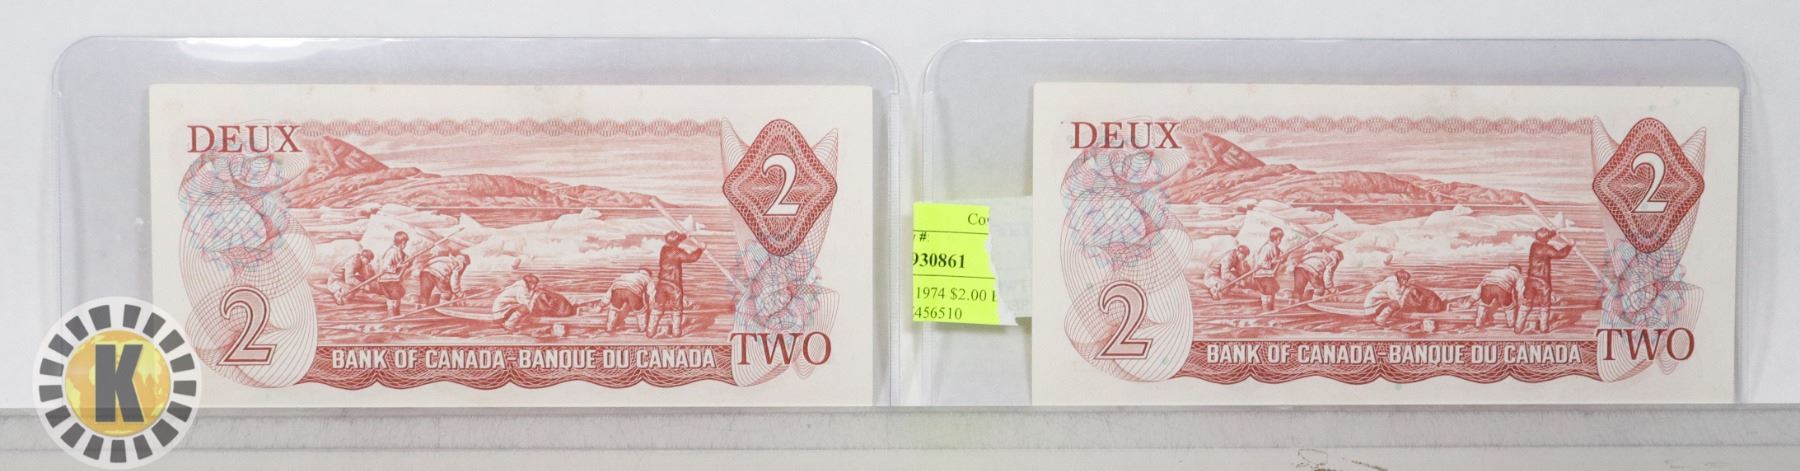 DEUX
2
2
BANK OF CANADA-BANQUE DU CANADA
TWO
#:
930861
1974 $2.00
456510
DEUX
2
2
BANK OF CANADA-BANQUE DU CANADA
TWO
K